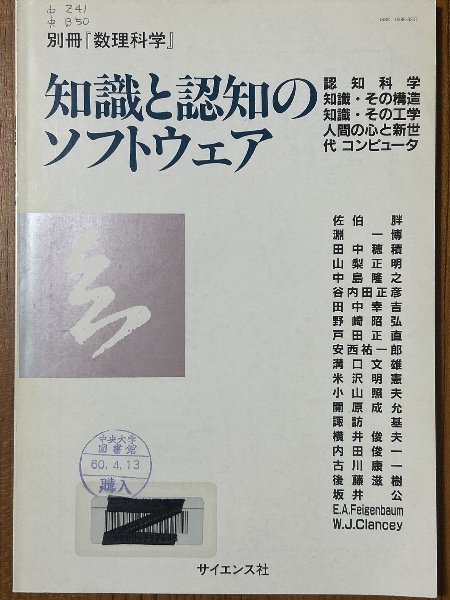 中 Z41
中 B'50
別冊『数理科学』
知識と認知の
ソフトウェア
認知科学
知識・その構造
知識・その工学
人間の心と新世
代 コンピュータ
佐伯 胖
淵 一博
田中穂積
山梨正明
中島隆之
谷内田正彦
田中幸吉
野崎昭弘
戸田正直
安西祐一郎
溝口文雄
米沢明憲
小山照夫
開原成允
諏訪 基
横井俊夫
内田俊一
古川康一
後藤滋樹
坂井 公
E.A.Feigenbaum
W.J.Clancey
中央大学
図書館
60.4.13
購入
サイエンス社